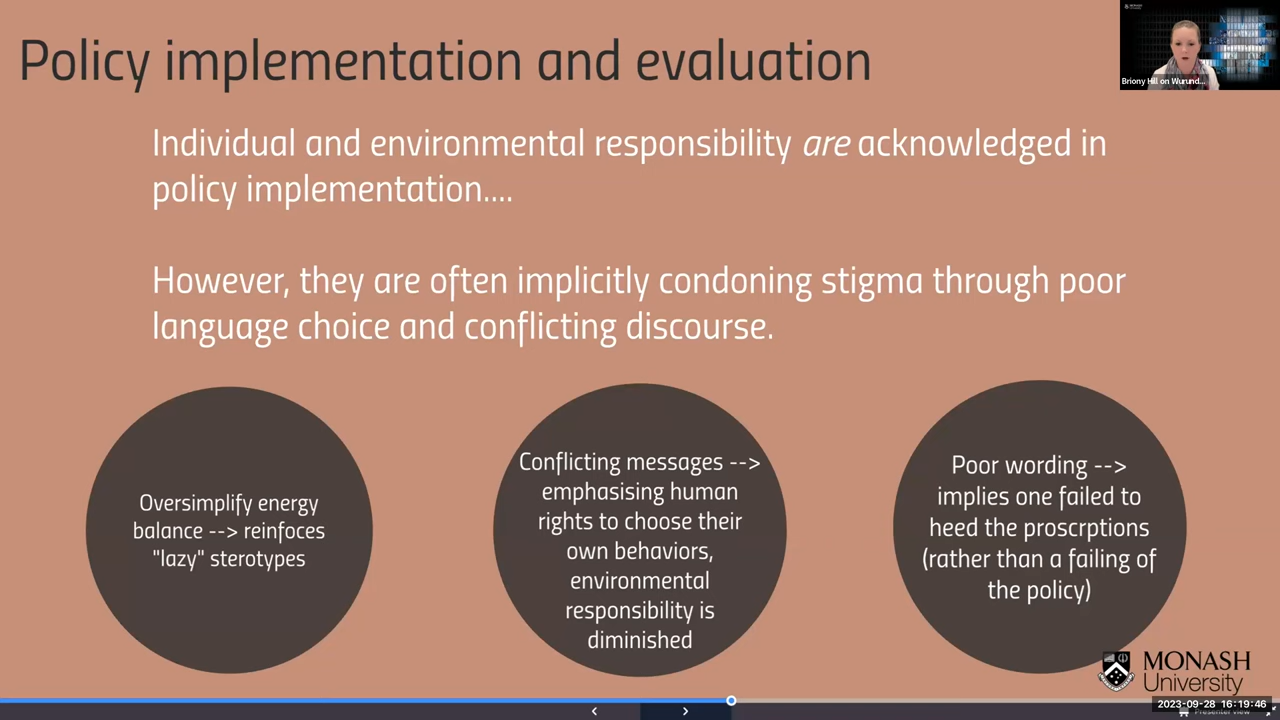 Policy implementation and evaluation
Briony Hill on Wurund...
Individual and environmental responsibility are acknowledged in
policy implementation....
However, they are often implicitly condoning stigma through poor
language choice and conflicting discourse.
Oversimplify energy
balance --> reinfoces
"lazy" sterotypes
Conflicting messages -->
emphasising human
rights to choose their
own behaviors,
environmental
responsibility is
diminished
Poor wording -->
implies one failed to
heed the proscrptions
(rather than a failing of
the policy)
MONASH
University
2023-09-28 16:19:46
Presenter view